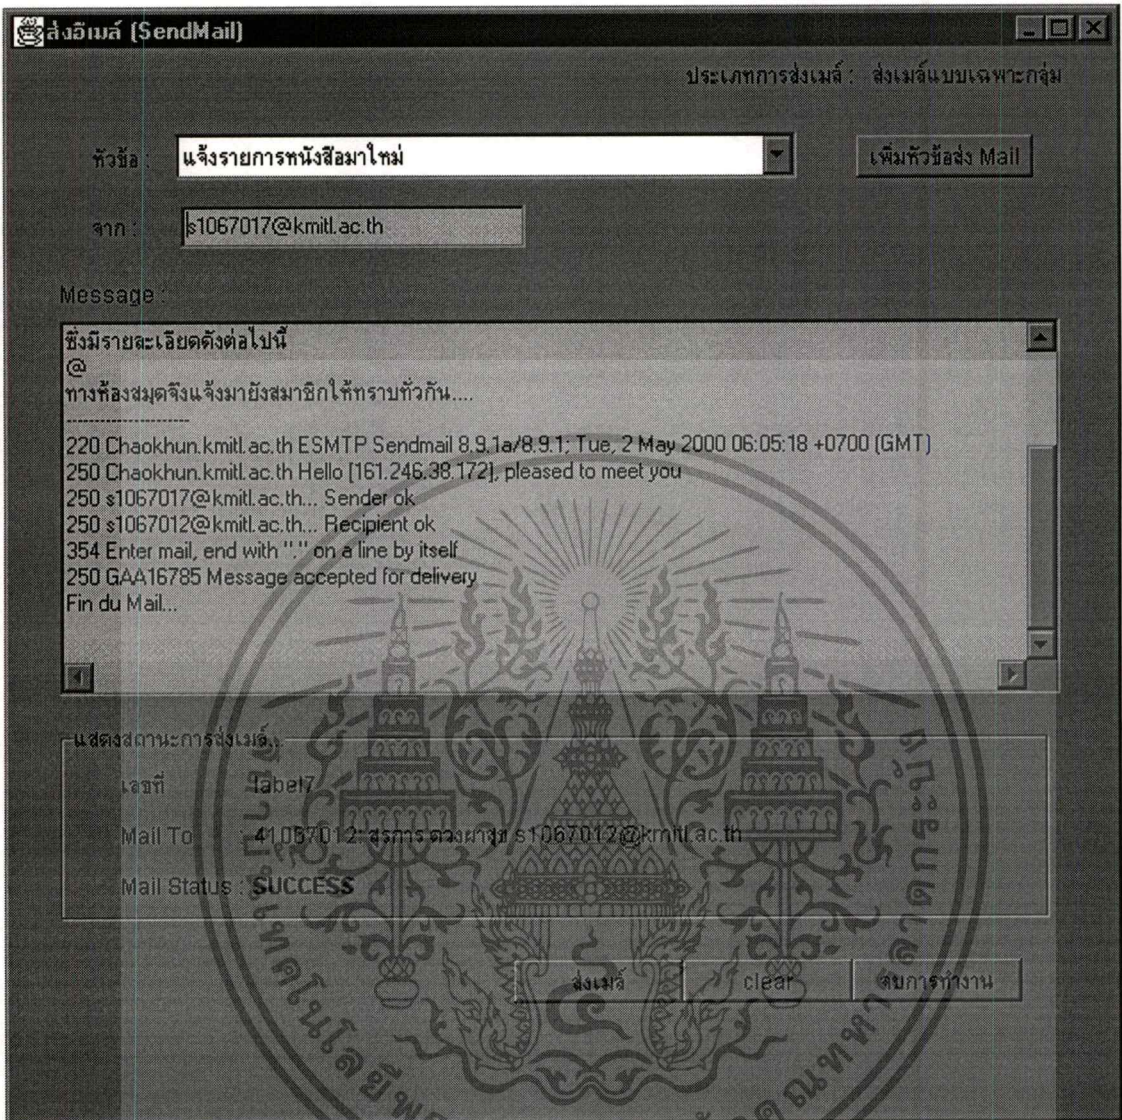 ส่งอีเมล์ (SendMail)
ประเภทการส่งเมล์ : ส่งเมล์แบบเฉพาะกลุ่ม
หัวข้อ : แจ้งรายการหนังสือมาใหม่ เพิ่มหัวข้อส่ง Mail
จาก : s1067017@kmitl.ac.th
Message :
ซึ่งมีรายละเอียดดังต่อไปนี้
@
ทางห้องสมุดจึงแจ้งมายังสมาชิกให้ทราบทั่วกัน....
----------------------
220 Chaokhun.kmitl.ac.th ESMTP Sendmail 8.9.1a/8.9.1; Tue, 2 May 2000 06:05:18 +0700 (GMT)
250 Chaokhun.kmitl.ac.th Hello [161.246.38.172], pleased to meet you
250 s1067017@kmitl.ac.th... Sender ok
250 s1067012@kmitl.ac.th... Recipient ok
354 Enter mail, end with "." on a line by itself
250 GAA16785 Message accepted for delivery
Fin du Mail...
แสดงสถานะการส่งเมล์...
เลขที่ label7
Mail To : 41067012: s1067012@kmitl.ac.th
Mail Status : SUCCESS
ส่งเมล์ clear จบการทำงาน